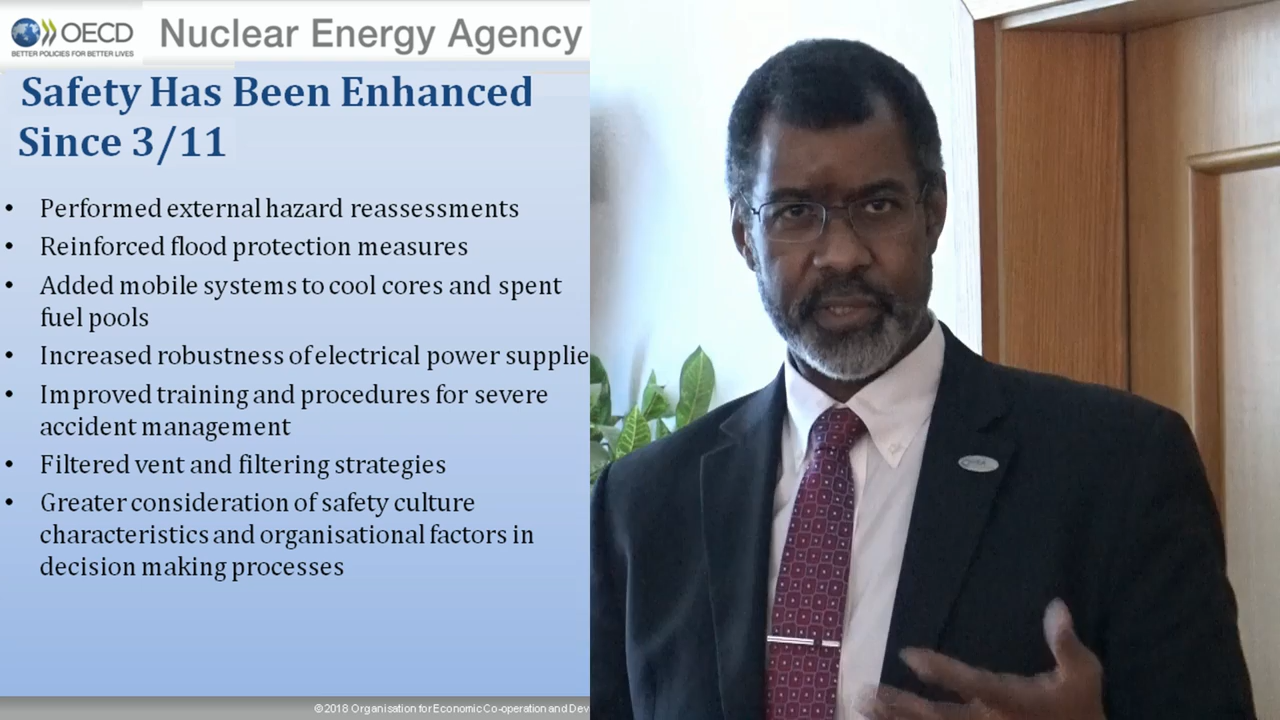 OECD
BETTER POLICIES FOR BETTER LIVES
Nuclear Energy Agency
Safety Has Been Enhanced
Since 3/11
• Performed external hazard reassessments
• Reinforced flood protection measures
• Added mobile systems to cool cores and spent
fuel pools
• Increased robustness of electrical power supplie
• Improved training and procedures for severe
accident management
• Filtered vent and filtering strategies
• Greater consideration of safety culture
characteristics and organisational factors in
decision making processes
© 2018 Organisation for Economic Co-operation and Dev